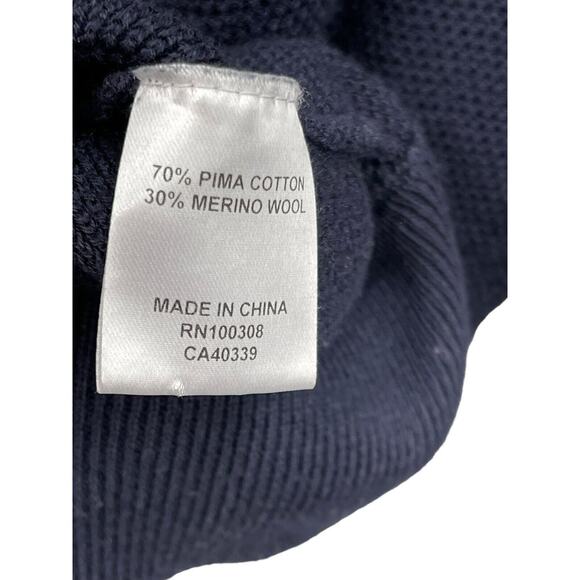 70% PIMA COTTON
30% MERINO WOOL
MADE IN CHINA
RN100308
CA40339